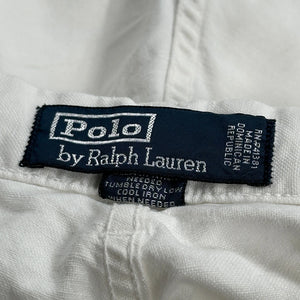 Polo
by Ralph Lauren
RN#41381
MADE IN
DOMINICAN
REPUBLIC
NEEDED
TUMBLE DRY LOW
COOL IRON
WHEN NEEDED